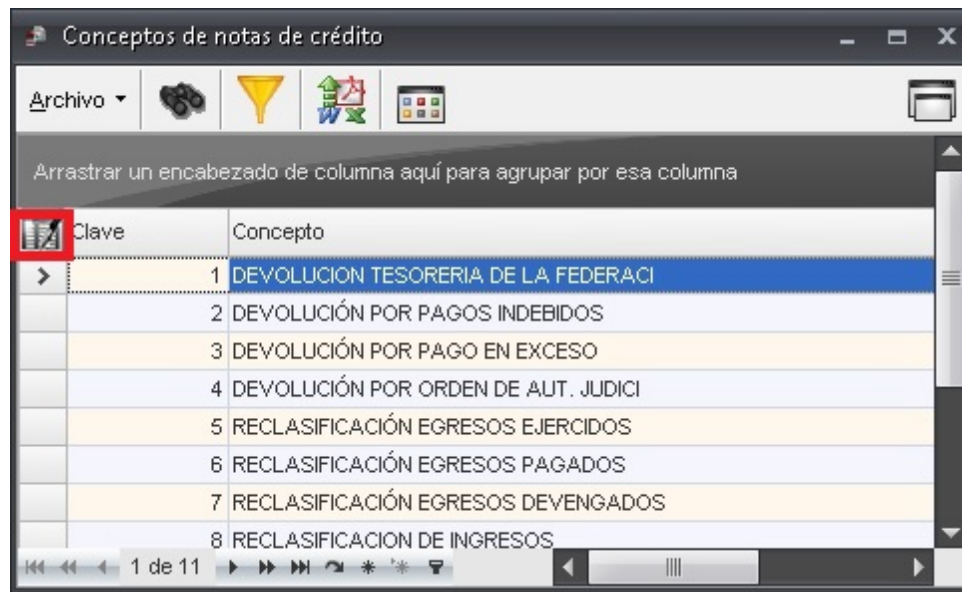 Conceptos de notas de crédito
Archivo
Arrastrar un encabezado de columna aquí para agrupar por esa columna
Clave Concepto
1 DEVOLUCION TESORERIA DE LA FEDERACI
2 DEVOLUCIÓN POR PAGOS INDEBIDOS
3 DEVOLUCIÓN POR PAGO EN EXCESO
4 DEVOLUCIÓN POR ORDEN DE AUT. JUDICI
5 RECLASIFICACIÓN EGRESOS EJERCIDOS
6 RECLASIFICACIÓN EGRESOS PAGADOS
7 RECLASIFICACIÓN EGRESOS DEVENGADOS
8 RECLASIFICACION DE INGRESOS
1 de 11